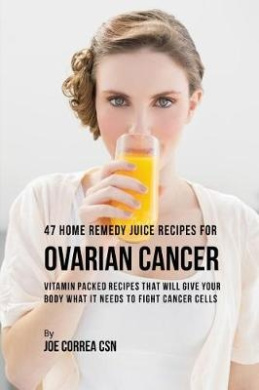 47 HOME REMEDY JUICE RECIPES FOR
OVARIAN CANCER
VITAMIN PACKED RECIPES THAT WILL GIVE YOUR
BODY WHAT IT NEEDS TO FIGHT CANCER CELLS
By
JOE CORREA CSN